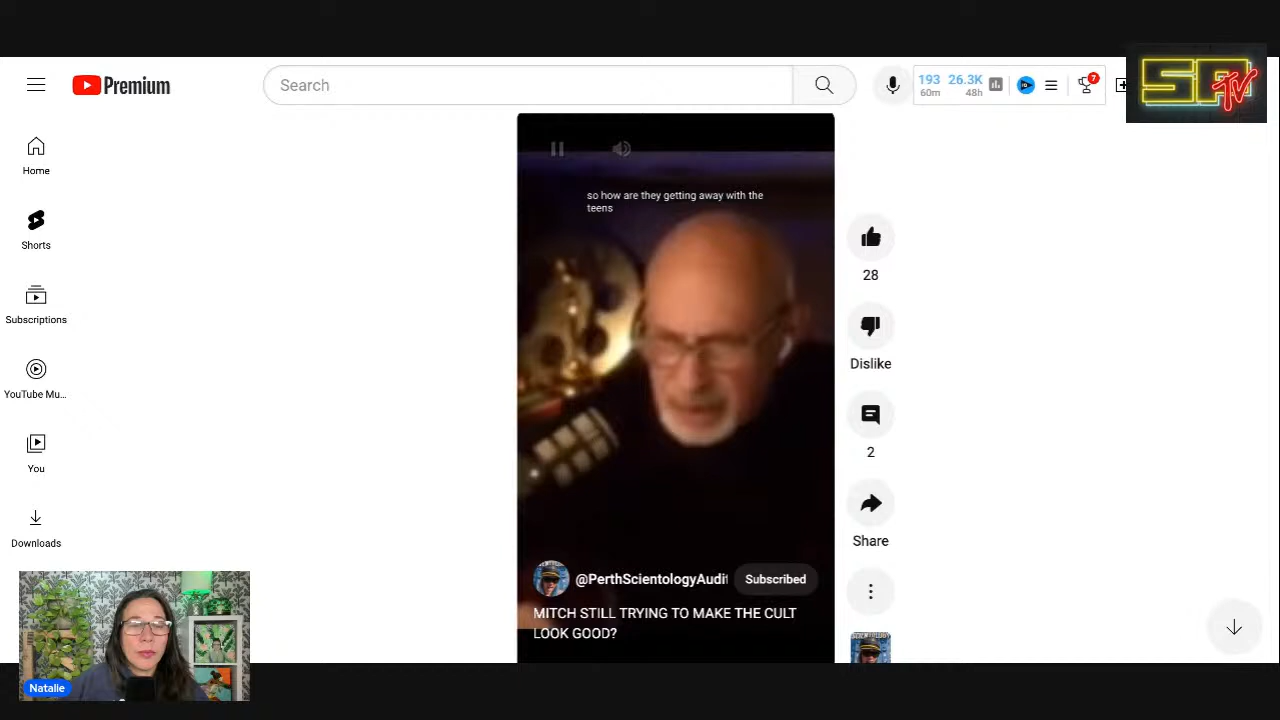 Premium
Search
193 26.3K
60m 48h
7
SPTV
Home
Shorts
Subscriptions
YouTube Mu...
You
Downloads
so how are they getting away with the
teens
28
Dislike
2
Share
@PerthScientologyAudit
Subscribed
MITCH STILL TRYING TO MAKE THE CULT
LOOK GOOD?
Natalie